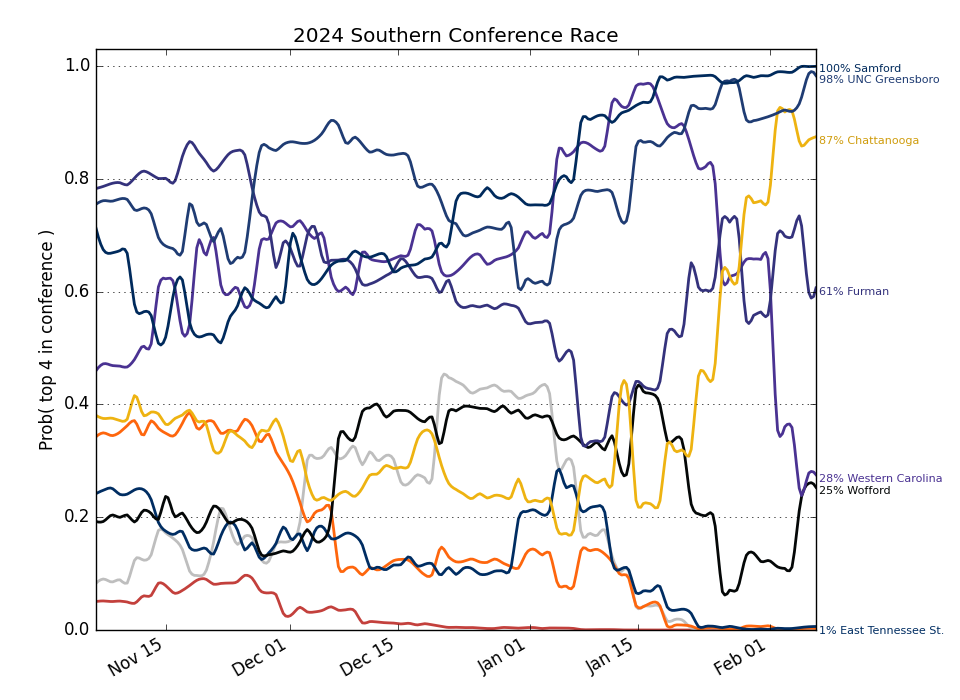 2024 Southern Conference Race
Prob( top 4 in conference )
1.0
0.8
0.6
0.4
0.2
0.0
Nov 15
Dec 01
Dec 15
Jan 01
Jan 15
Feb 01
100% Samford
98% UNC Greensboro
87% Chattanooga
61% Furman
28% Western Carolina
25% Wofford
1% East Tennessee St.